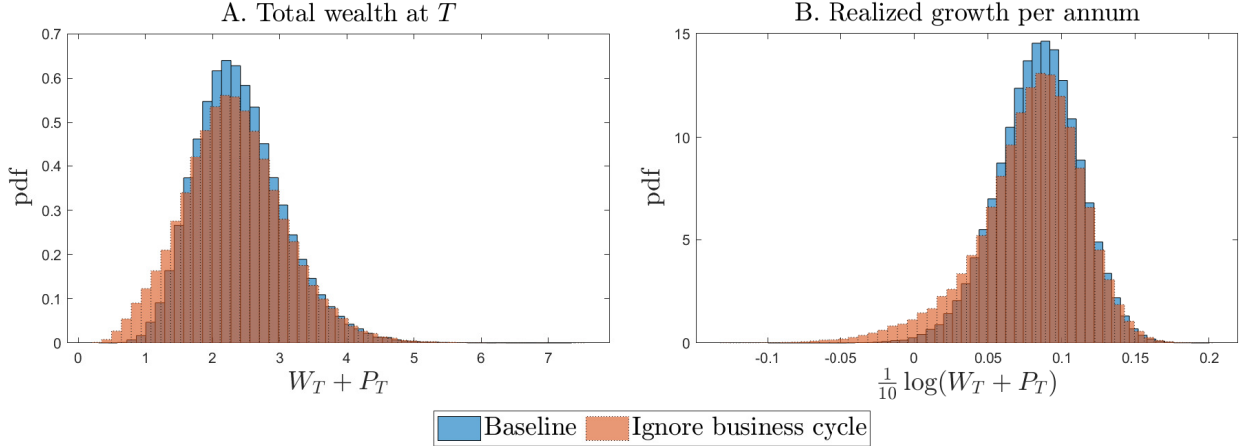 A. Total wealth at T
0.7
0.6
0.5
0.4
0.3
0.2
0.1
0
pdf
0 1 2 3 4 5 6 7
W_T + P_T
B. Realized growth per annum
15
10
5
0
pdf
-0.1 -0.05 0 0.05 0.1 0.15 0.2
1/10 log(W_T + P_T)
Baseline Ignore business cycle